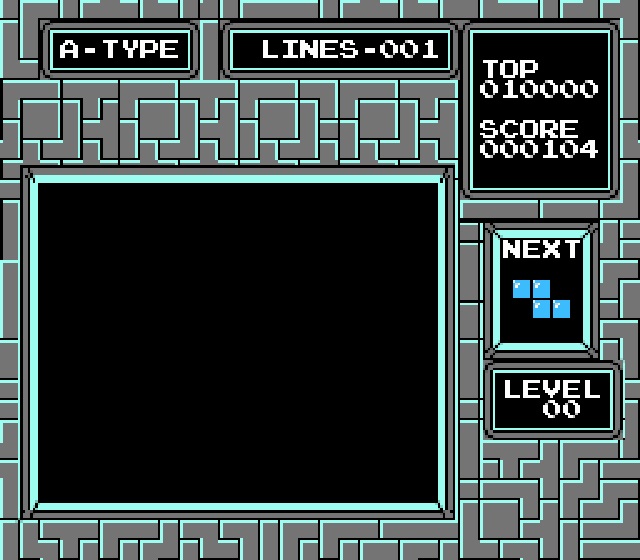 A-TYPE
LINES-001
TOP
010000
SCORE
000104
NEXT
LEVEL
00